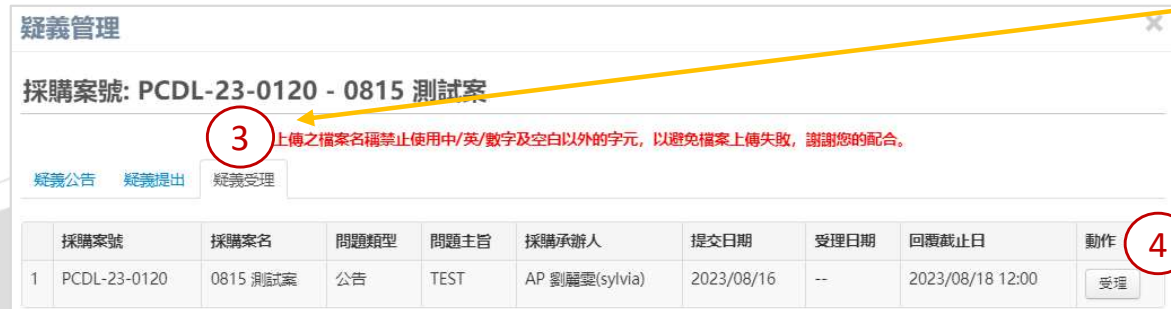 疑義管理
採購案號: PCDL-23-0120 - 0815 測試案
3
上傳之檔案名稱禁止使用中/英/數字及空白以外的字元，以避免檔案上傳失敗，謝謝您的配合。
疑義公告 疑義提出 疑義受理
採購案號 採購案名 問題類型 問題主旨 採購承辦人 提交日期 受理日期 回覆截止日 動作 4
1 PCDL-23-0120 0815 測試案 公告 TEST AP 劉麗雯(sylvia) 2023/08/16 -- 2023/08/18 12:00 受理